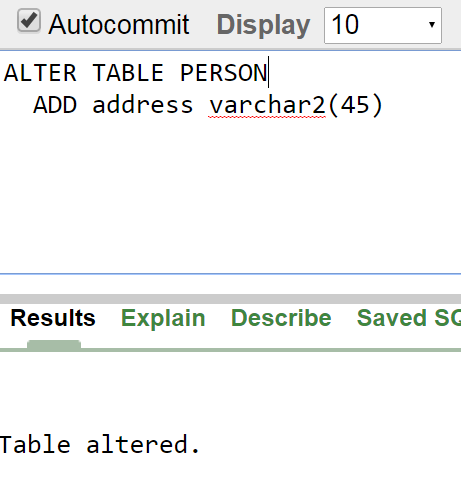 Autocommit Display 10
ALTER TABLE PERSON
ADD address varchar2(45)
Results Explain Describe Saved SQ
Table altered.